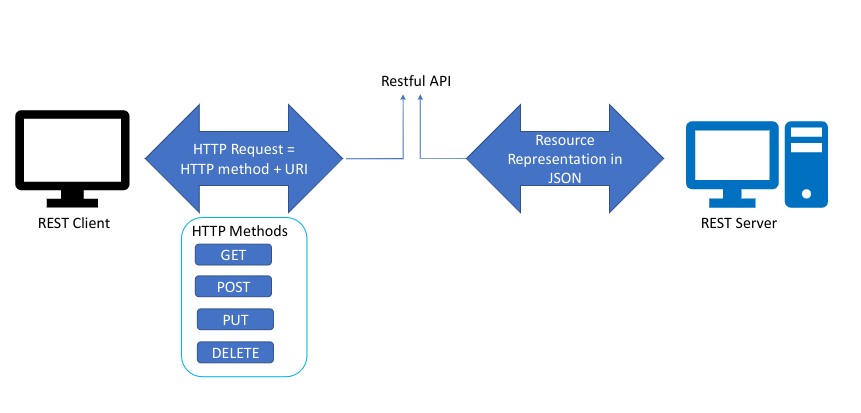 Restful API
HTTP Request =
HTTP method + URI
Resource
Representation in
JSON
REST Client
REST Server
HTTP Methods
GET
POST
PUT
DELETE